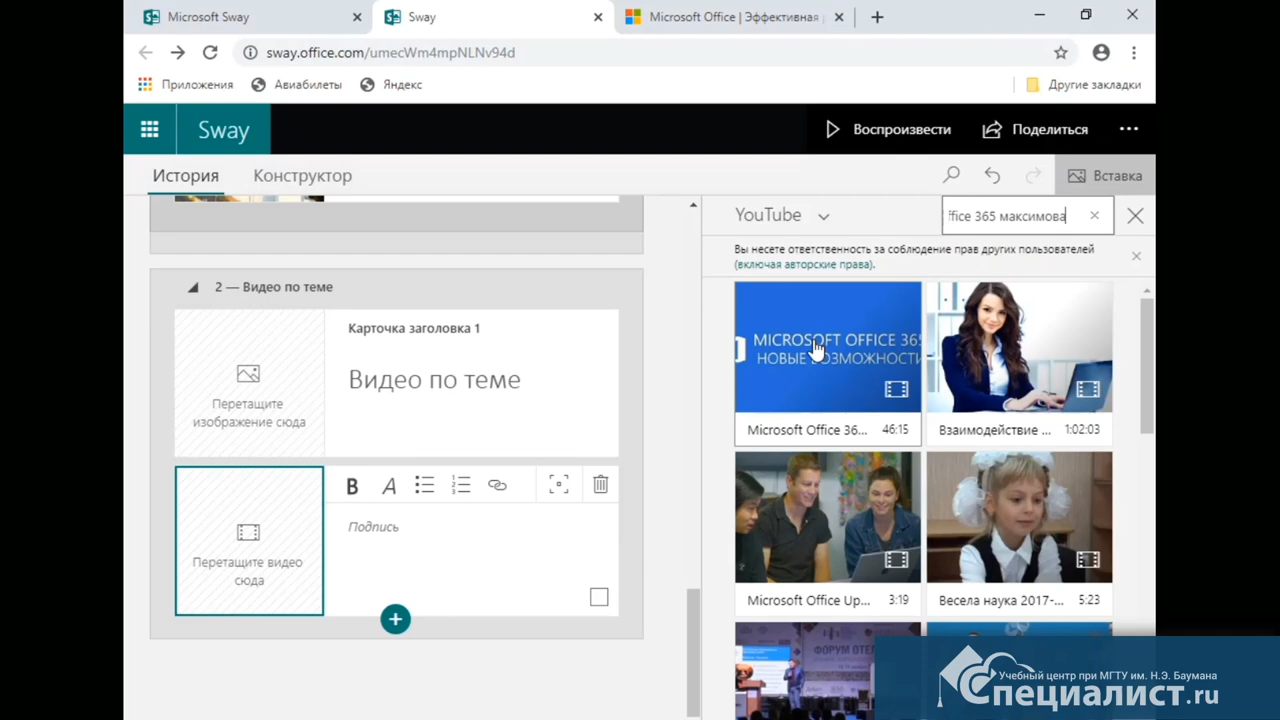 Microsoft Sway
Sway
Microsoft Office | Эффективная
sway.office.com/umecWm4mpNLNv94d
Приложения
Авиабилеты
Яндекс
Другие закладки
Sway
Воспроизвести
Поделиться
История
Конструктор
Вставка
YouTube
ffice 365 максимова
Вы несете ответственность за соблюдение прав других пользователей
(включая авторские права).
2 — Видео по теме
Карточка заголовка 1
Видео по теме
Перетащите
изображение сюда
B
A
Подпись
Перетащите видео
сюда
MICROSOFT OFFICE 365
НОВЫЕ ВОЗМОЖНОСТИ
Microsoft Office 36... 46:15
Взаимодействие ... 1:02:03
Microsoft Office Up... 3:19
Весела наука 2017-... 5:23
ФОРУМ ОТЕЛ
Учебный центр при МГТУ им. Н.Э. Баумана
Специалист.ru